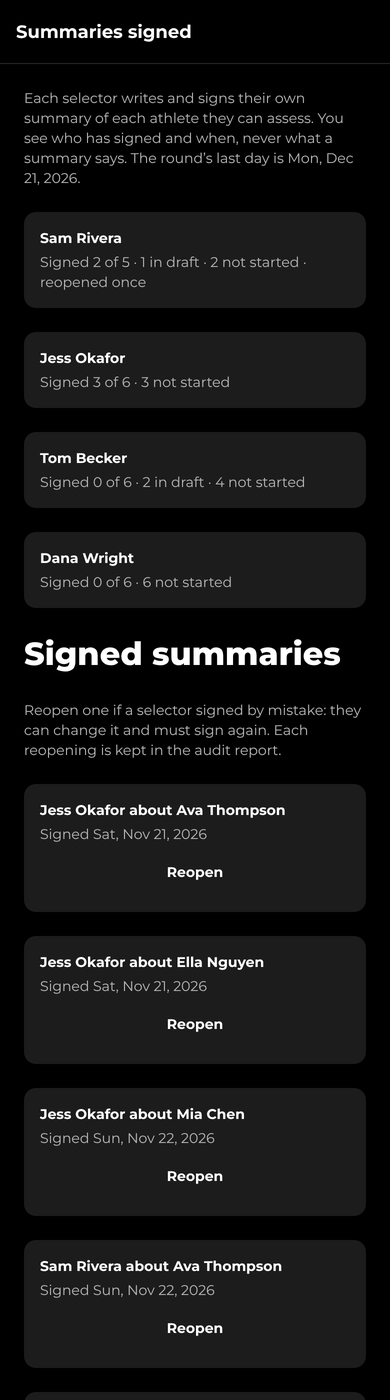 Summaries signed
Each selector writes and signs their own
summary of each athlete they can assess. You
see who has signed and when, never what a
summary says. The round’s last day is Mon, Dec
21, 2026.
Sam Rivera
Signed 2 of 5 · 1 in draft · 2 not started ·
reopened once
Jess Okafor
Signed 3 of 6 · 3 not started
Tom Becker
Signed 0 of 6 · 2 in draft · 4 not started
Dana Wright
Signed 0 of 6 · 6 not started
Signed summaries
Reopen one if a selector signed by mistake: they
can change it and must sign again. Each
reopening is kept in the audit report.
Jess Okafor about Ava Thompson
Signed Sat, Nov 21, 2026
Reopen
Jess Okafor about Ella Nguyen
Signed Sat, Nov 21, 2026
Reopen
Jess Okafor about Mia Chen
Signed Sun, Nov 22, 2026
Reopen
Sam Rivera about Ava Thompson
Signed Sun, Nov 22, 2026
Reopen